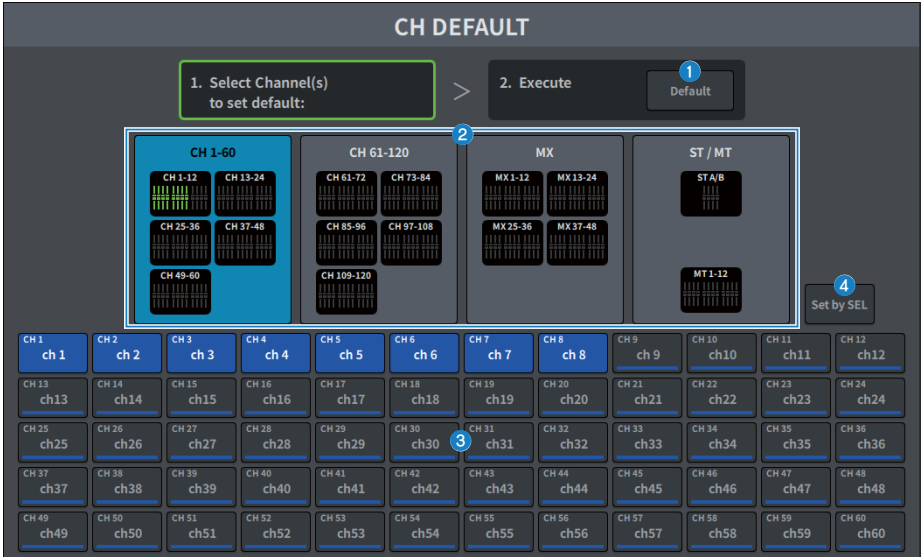 CH DEFAULT
1. Select Channel(s)
to set default:
>
2. Execute
1
Default
2
CH 1-60
CH 61-120
MX
ST / MT
CH 1-12 CH 13-24
CH 61-72 CH 73-84
MX 1-12 MX 13-24
ST A/B
CH 25-36 CH 37-48
CH 85-96 CH 97-108
MX 25-36 MX 37-48
CH 49-60
CH 109-120
MT 1-12
4
Set by SEL
CH 1 CH 2 CH 3 CH 4 CH 5 CH 6 CH 7 CH 8 CH 9 CH 10 CH 11 CH 12
ch 1 ch 2 ch 3 ch 4 ch 5 ch 6 ch 7 ch 8 ch 9 ch10 ch11 ch12
CH 13 CH 14 CH 15 CH 16 CH 17 CH 18 CH 19 CH 20 CH 21 CH 22 CH 23 CH 24
ch13 ch14 ch15 ch16 ch17 ch18 ch19 ch20 ch21 ch22 ch23 ch24
CH 25 CH 26 CH 27 CH 28 CH 29 CH 30 CH 31 CH 32 CH 33 CH 34 CH 35 CH 36
ch25 ch26 ch27 ch28 ch29 ch30 3 ch31 ch32 ch33 ch34 ch35 ch36
CH 37 CH 38 CH 39 CH 40 CH 41 CH 42 CH 43 CH 44 CH 45 CH 46 CH 47 CH 48
ch37 ch38 ch39 ch40 ch41 ch42 ch43 ch44 ch45 ch46 ch47 ch48
CH 49 CH 50 CH 51 CH 52 CH 53 CH 54 CH 55 CH 56 CH 57 CH 58 CH 59 CH 60
ch49 ch50 ch51 ch52 ch53 ch54 ch55 ch56 ch57 ch58 ch59 ch60